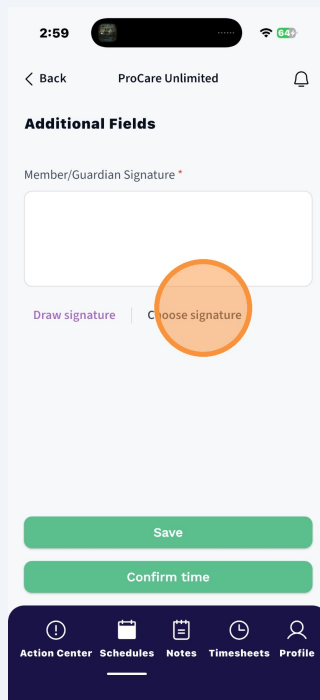 2:59
64
Back
ProCare Unlimited
Additional Fields
Member/Guardian Signature *
Draw signature
Choose signature
Save
Confirm time
Action Center
Schedules
Notes
Timesheets
Profile